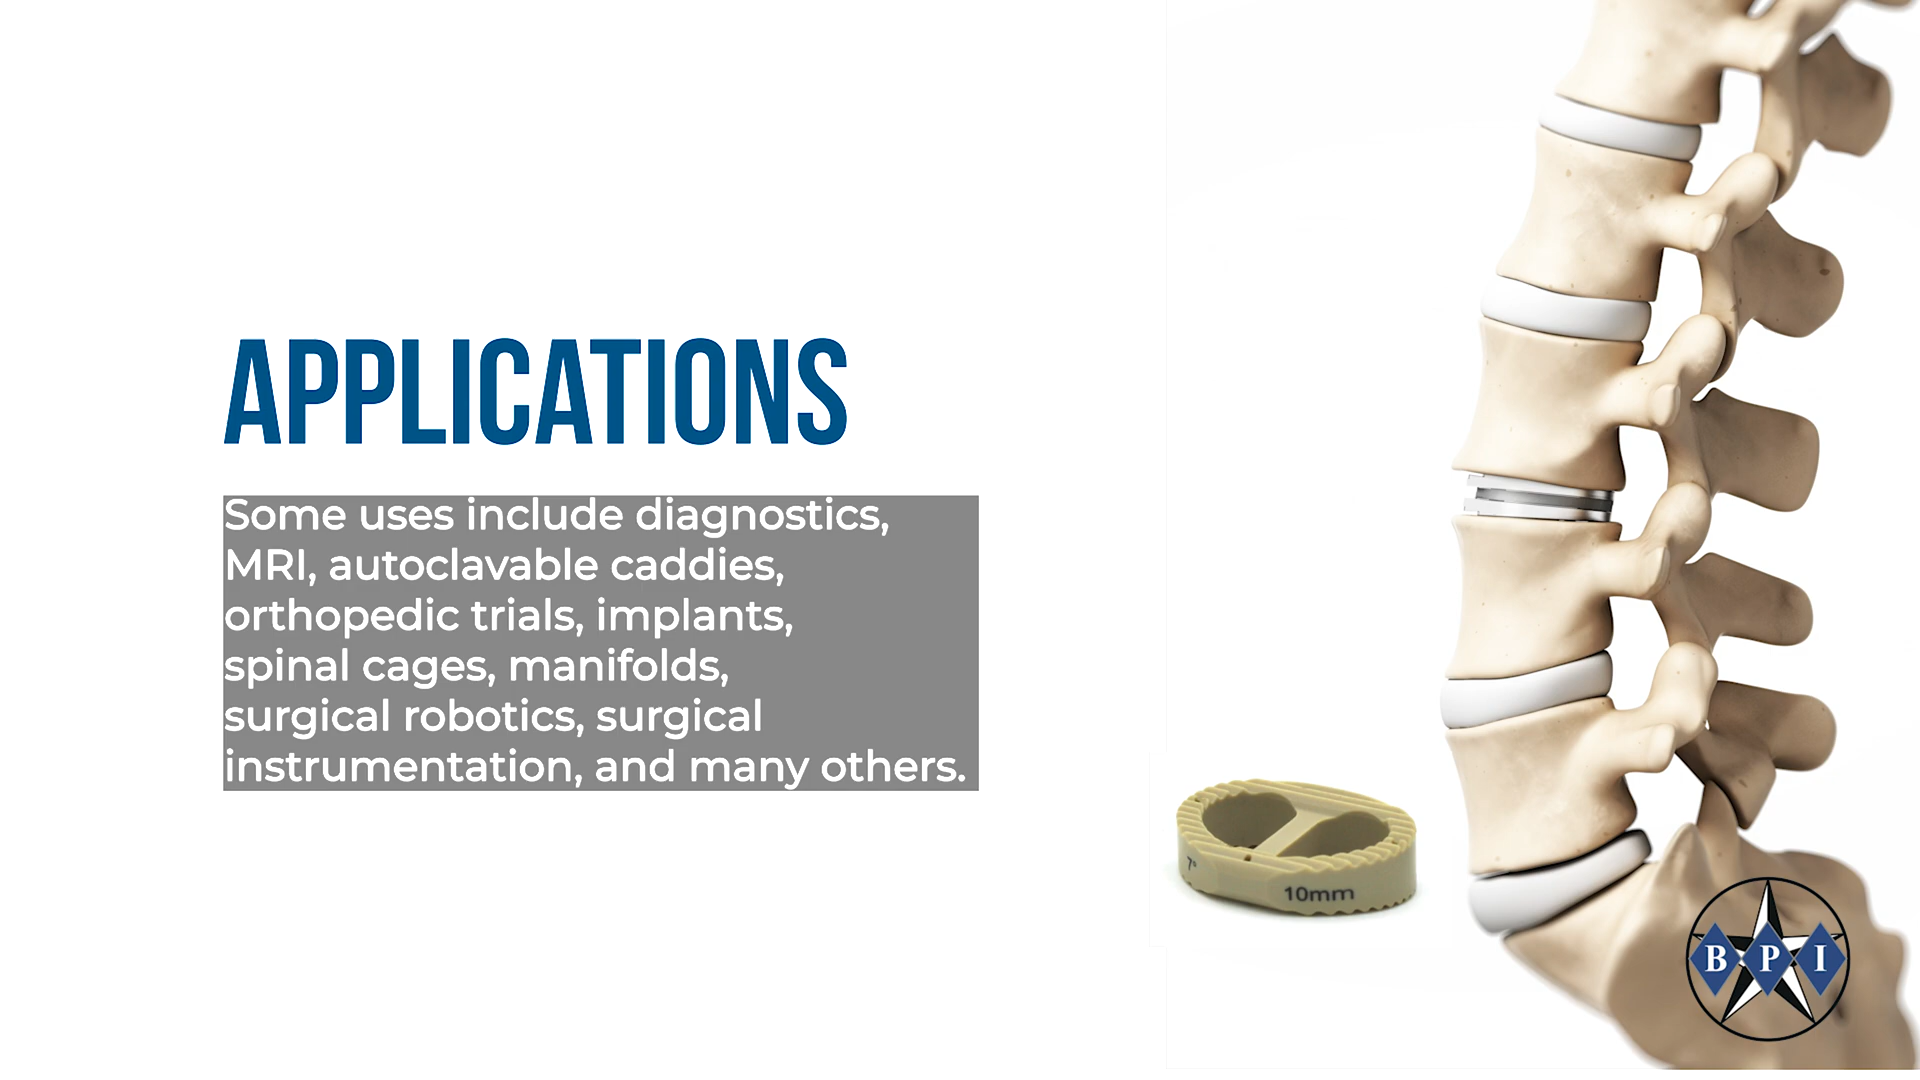 APPLICATIONS
Some uses include diagnostics,
MRI, autoclavable caddies,
orthopedic trials, implants,
spinal cages, manifolds,
surgical robotics, surgical
instrumentation, and many others.
7°
10mm
B P I